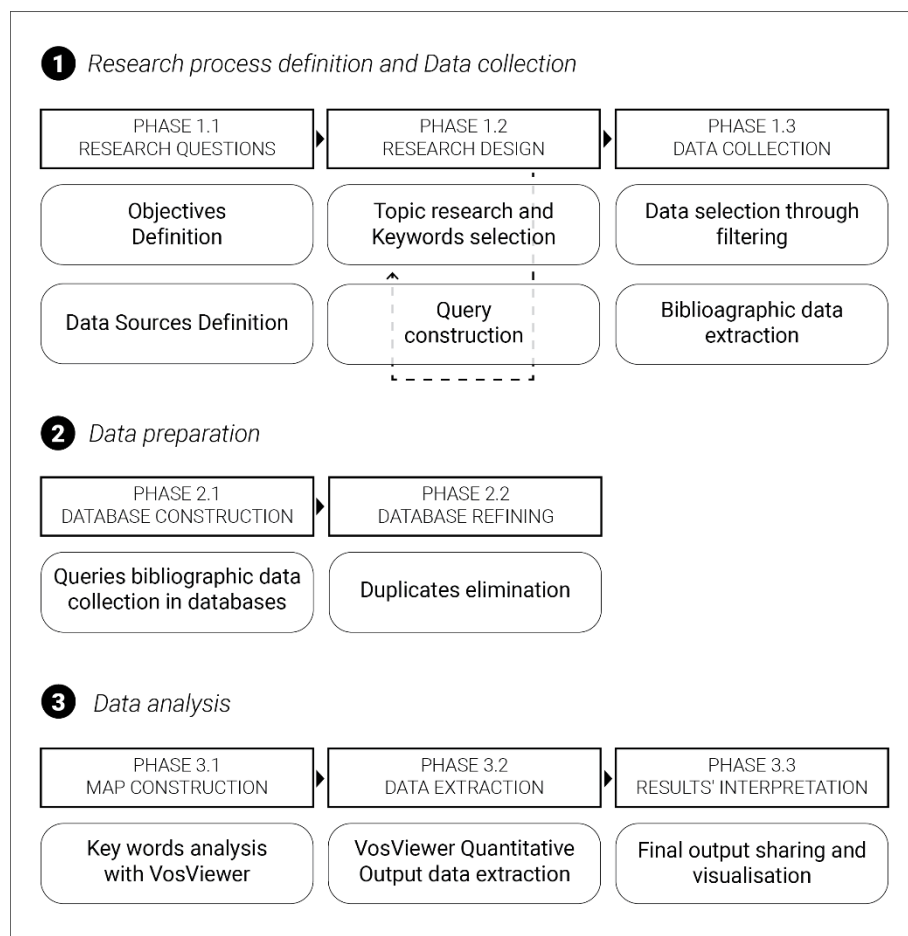 1 Research process definition and Data collection
PHASE 1.1
RESEARCH QUESTIONS
PHASE 1.2
RESEARCH DESIGN
PHASE 1.3
DATA COLLECTION
Objectives
Definition
Topic research and
Keywords selection
Data selection through
filtering
Data Sources Definition
Query
construction
Biblioagraphic data
extraction
2 Data preparation
PHASE 2.1
DATABASE CONSTRUCTION
PHASE 2.2
DATABASE REFINING
Queries bibliographic data
collection in databases
Duplicates elimination
3 Data analysis
PHASE 3.1
MAP CONSTRUCTION
PHASE 3.2
DATA EXTRACTION
PHASE 3.3
RESULTS' INTERPRETATION
Key words analysis
with VosViewer
VosViewer Quantitative
Output data extraction
Final output sharing and
visualisation